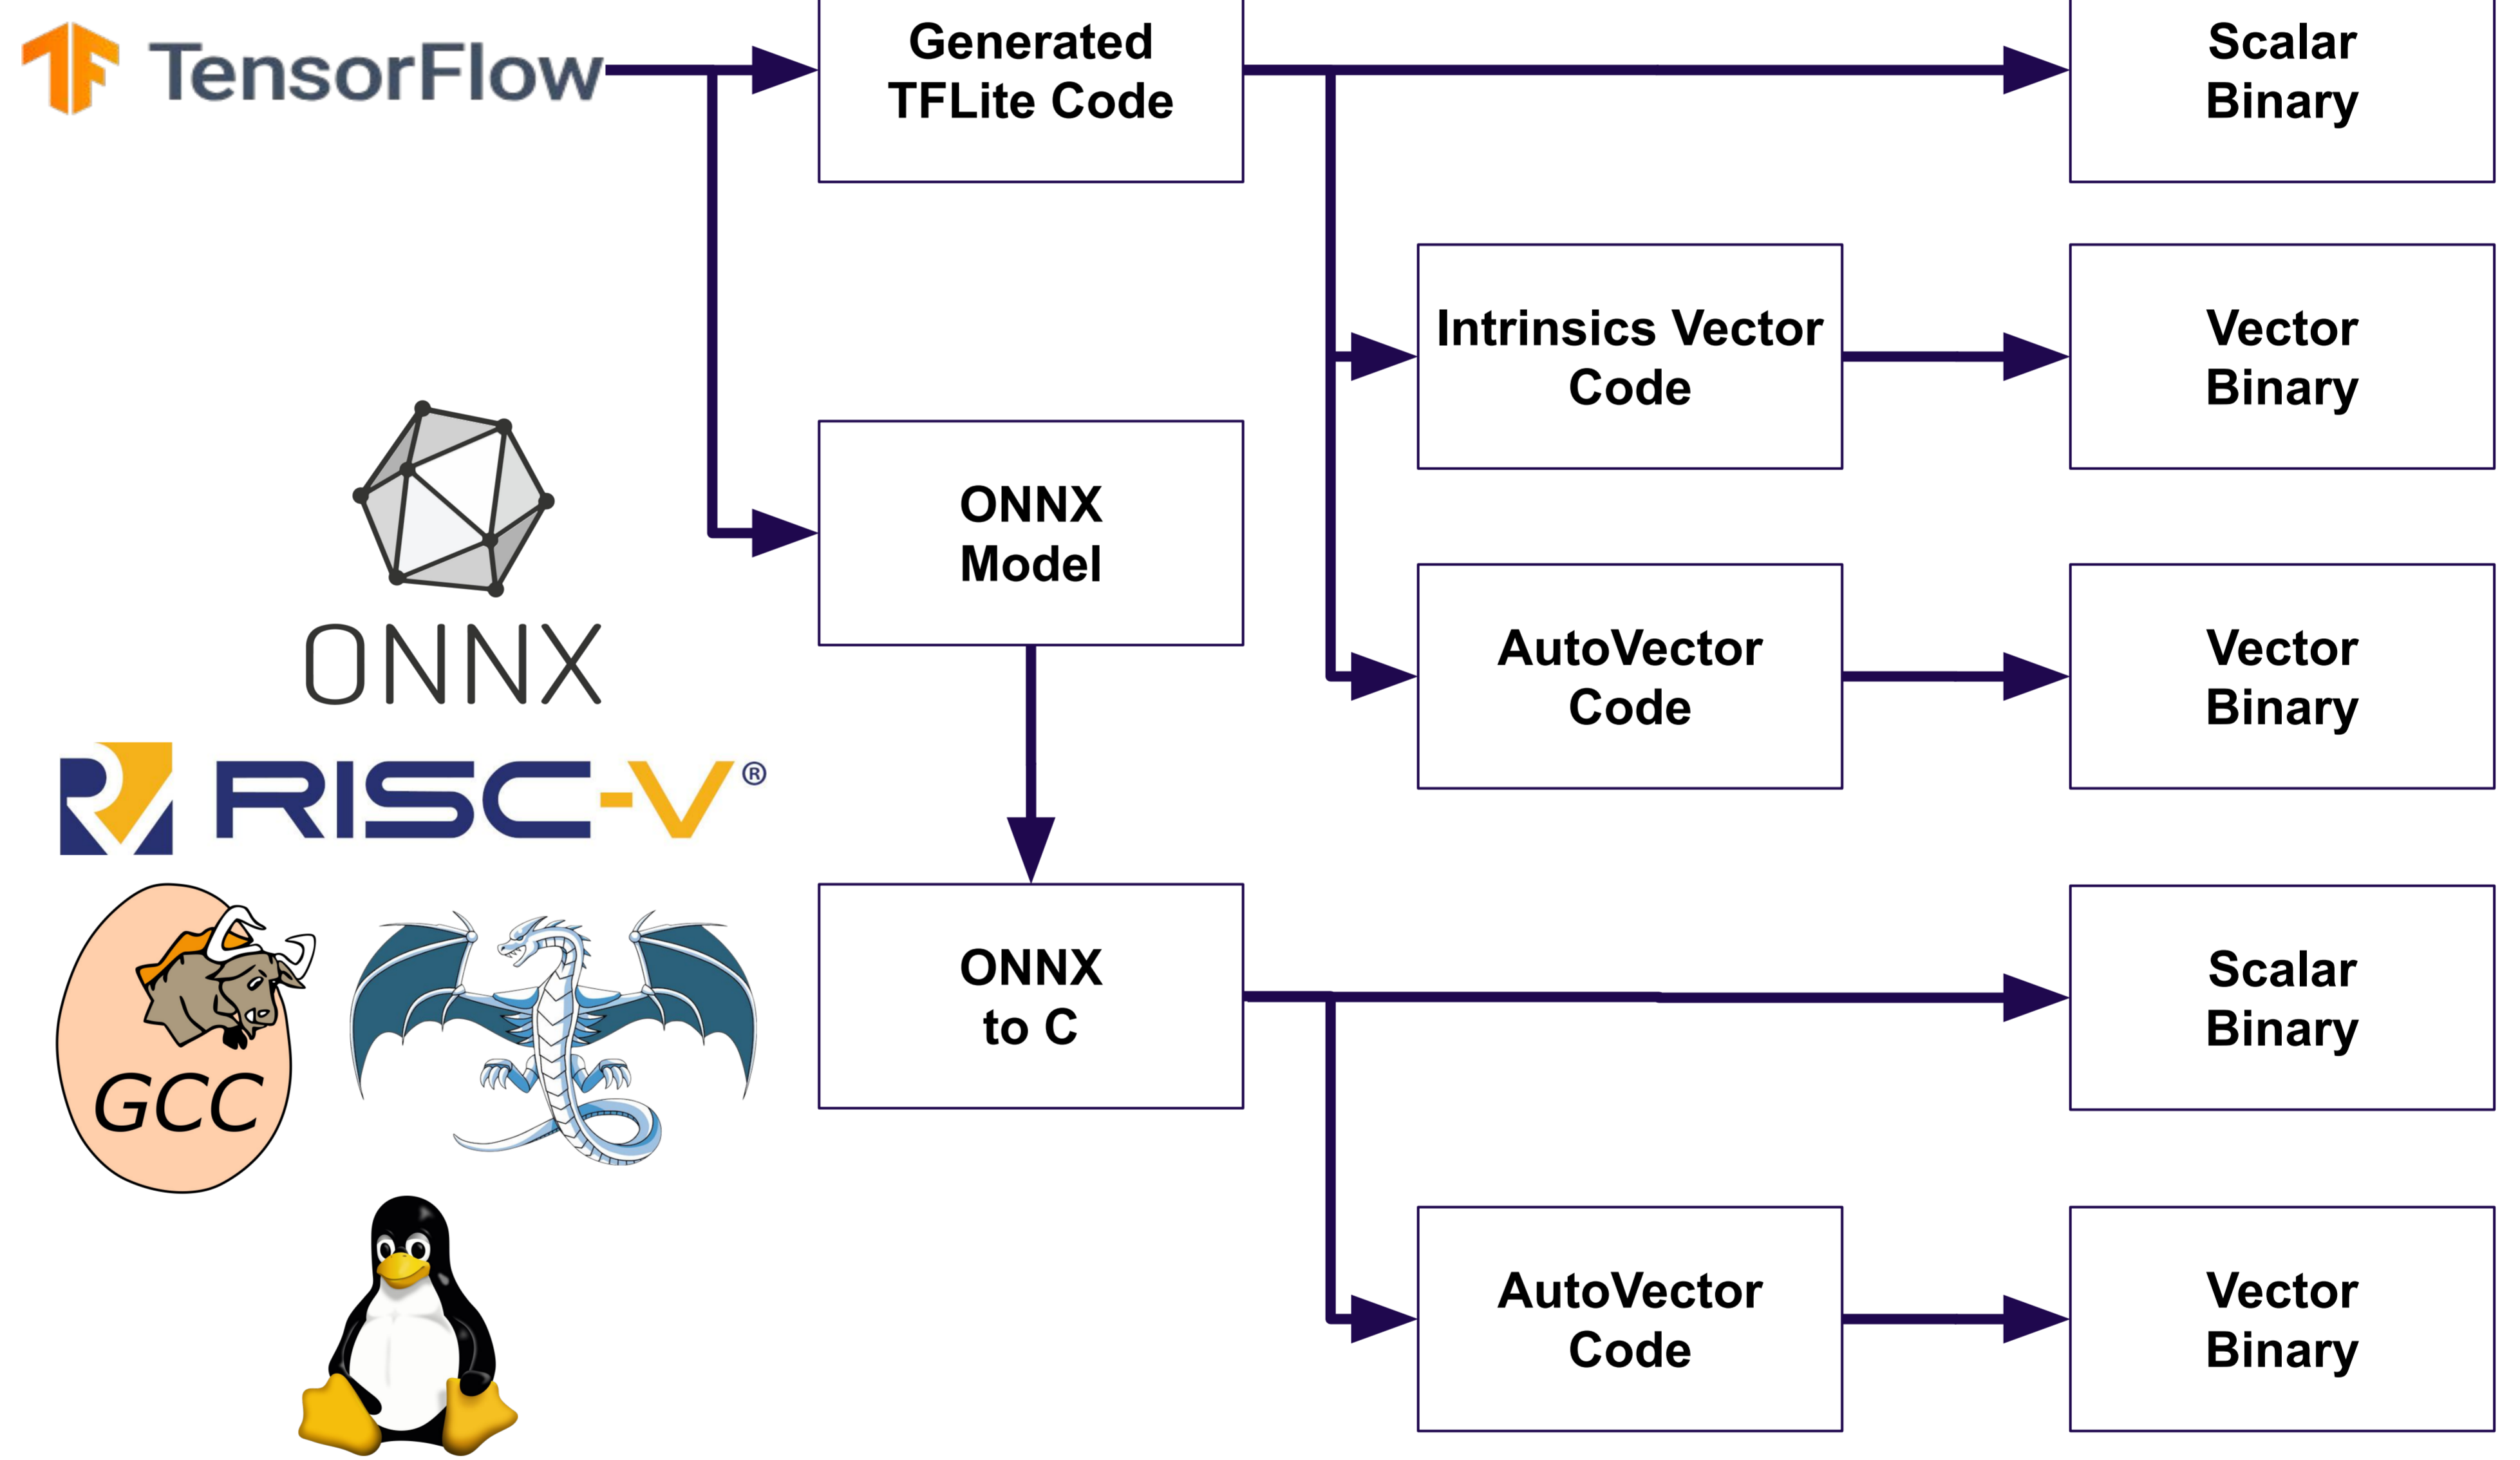 TensorFlow
Generated
TFLite Code
Scalar
Binary
Intrinsics Vector
Code
Vector
Binary
ONNX
Model
ONNX
AutoVector
Code
Vector
Binary
RISC-V®
GCC
ONNX
to C
Scalar
Binary
AutoVector
Code
Vector
Binary